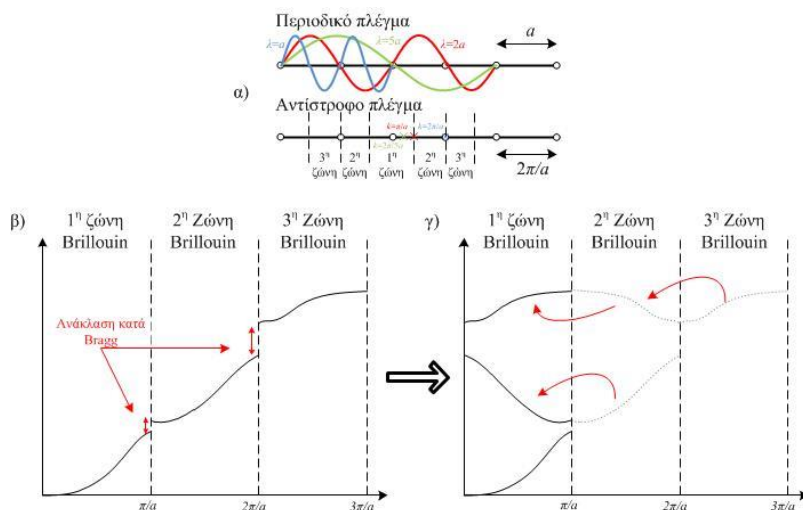 Περιοδικό πλέγμα
λ=a
λ=5a
λ=2a
a
α)
Αντίστροφο πλέγμα
k=π/a
k=2π/a
k=2π/5a
3η ζώνη
2η ζώνη
1η ζώνη
2η ζώνη
3η ζώνη
2π/a
β)
1η ζώνη
Brillouin
2η Ζώνη
Brillouin
3η Ζώνη
Brillouin
Ανάκλαση κατά
Bragg
π/a
2π/a
3π/a
γ)
1η ζώνη
Brillouin
2η Ζώνη
Brillouin
3η Ζώνη
Brillouin
π/a
2π/a
3π/a